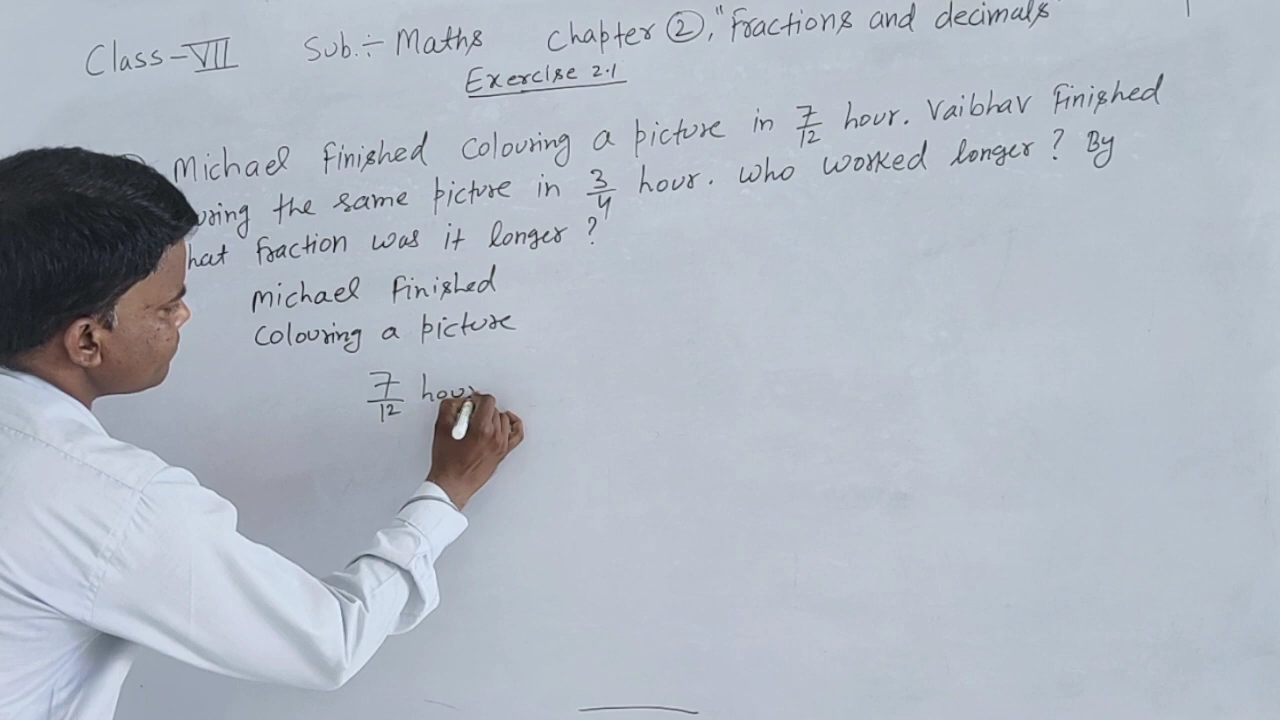 Class-VII Sub.÷ Maths Chapter ②, "Fractions and decimals
Exercise 2.1
Michael finished colouring a picture in 7/12 hour. Vaibhav finished
the same picture in 3/4 hour. Who worked longer? By
fraction was it longer?
Michael finished
Colouring a picture
7/12 hour